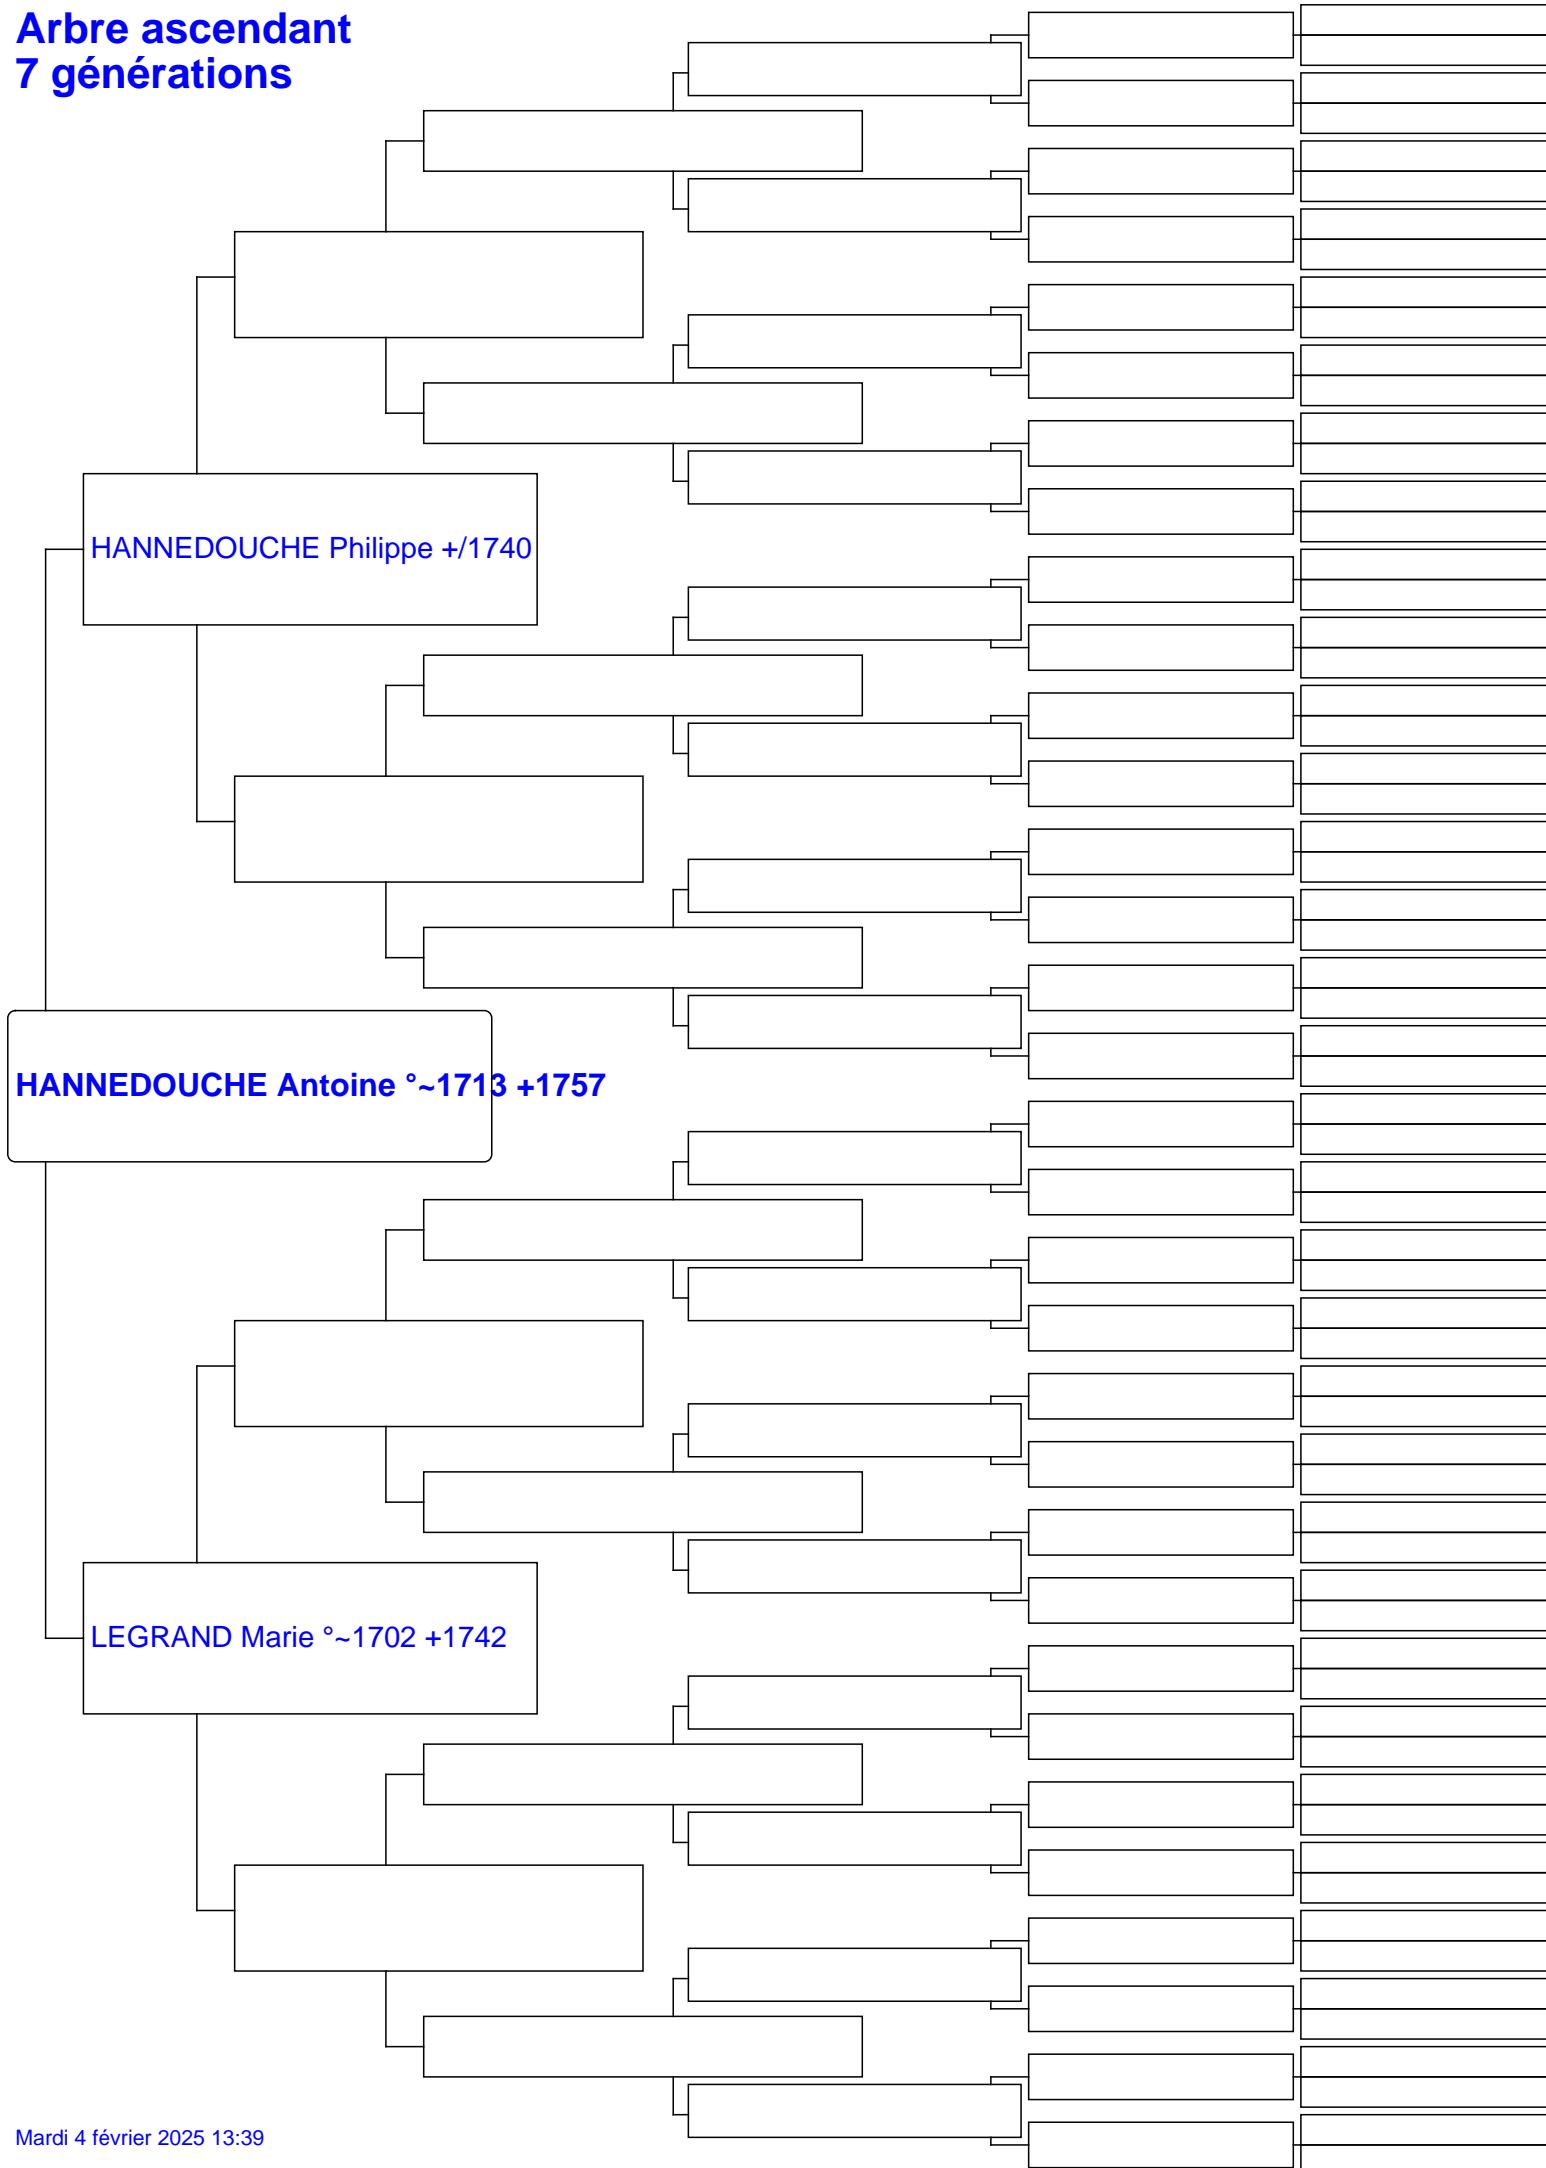 Arbre ascendant
7 générations
HANNEDOUCHE Philippe +/1740
HANNEDOUCHE Antoine °~1713 +1757
LEGRAND Marie °~1702 +1742
Mardi 4 février 2025 13:39